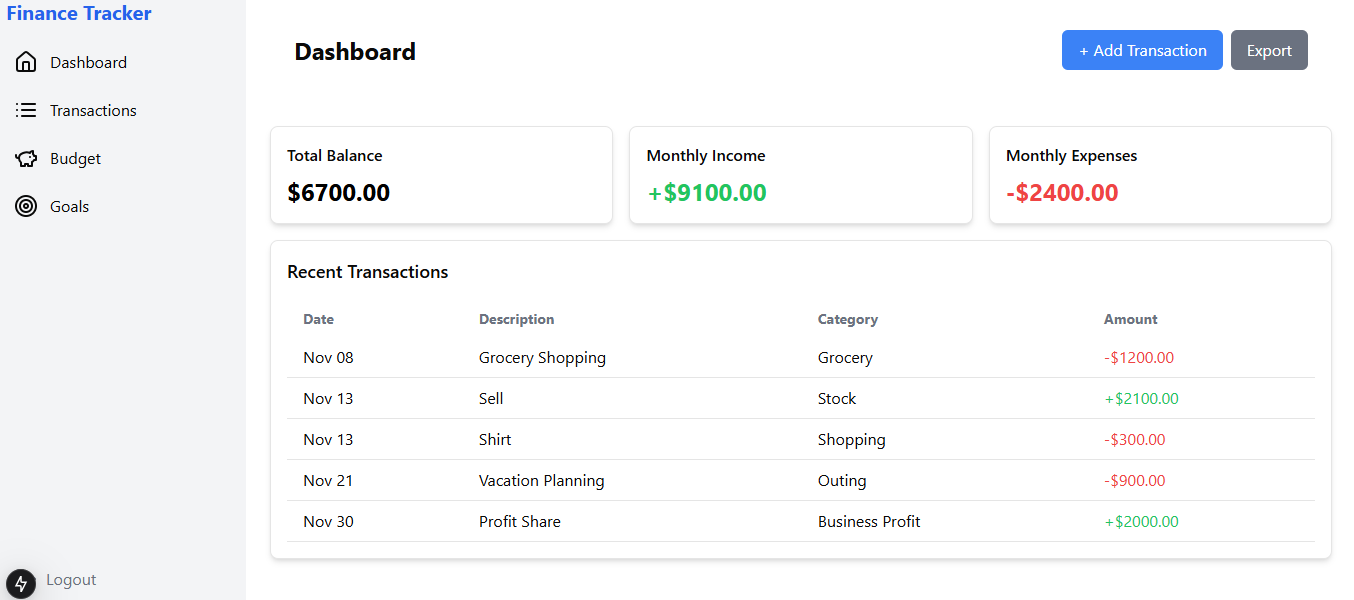 Finance Tracker
Dashboard
Transactions
Budget
Goals
Logout
Dashboard
+ Add Transaction
Export
Total Balance
$6700.00
Monthly Income
+$9100.00
Monthly Expenses
-$2400.00
Recent Transactions
Date Description Category Amount
Nov 08 Grocery Shopping Grocery -$1200.00
Nov 13 Sell Stock +$2100.00
Nov 13 Shirt Shopping -$300.00
Nov 21 Vacation Planning Outing -$900.00
Nov 30 Profit Share Business Profit +$2000.00